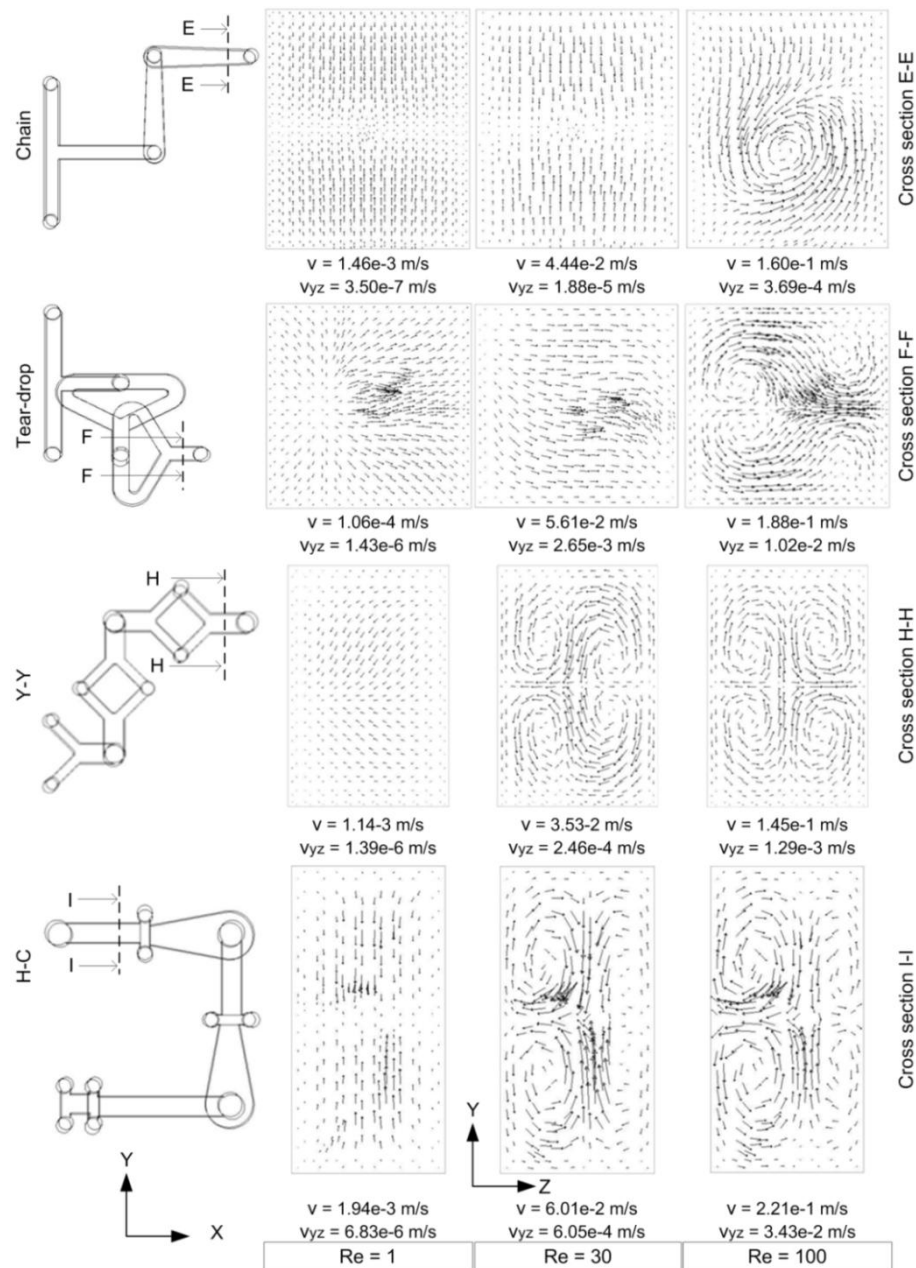 Chain
E
E
Cross section E-E
v = 1.46e-3 m/s
vyz = 3.50e-7 m/s
v = 4.44e-2 m/s
vyz = 1.88e-5 m/s
v = 1.60e-1 m/s
vyz = 3.69e-4 m/s
Tear-drop
F
F
Cross section F-F
v = 1.06e-4 m/s
vyz = 1.43e-6 m/s
v = 5.61e-2 m/s
vyz = 2.65e-3 m/s
v = 1.88e-1 m/s
vyz = 1.02e-2 m/s
Y-Y
H
H
Cross section H-H
v = 1.14-3 m/s
vyz = 1.39e-6 m/s
v = 3.53-2 m/s
vyz = 2.46e-4 m/s
v = 1.45e-1 m/s
vyz = 1.29e-3 m/s
H-C
I
I
Cross section I-I
Y
X
Y
Z
v = 1.94e-3 m/s
vyz = 6.83e-6 m/s
v = 6.01e-2 m/s
vyz = 6.05e-4 m/s
v = 2.21e-1 m/s
vyz = 3.43e-2 m/s
Re = 1
Re = 30
Re = 100